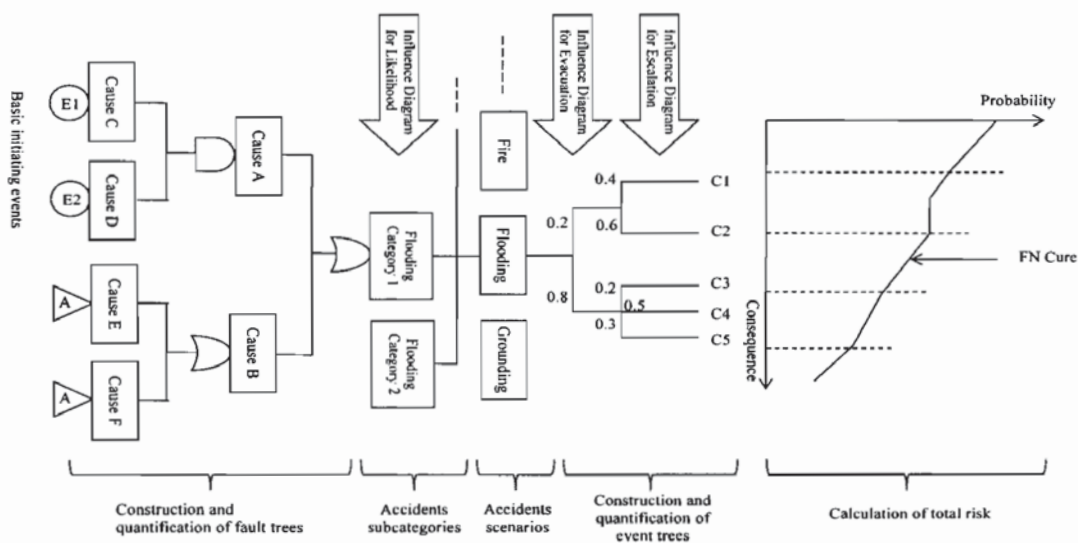 Basic initiating events
E1
Cause C
E2
Cause D
A
Cause E
A
Cause F
Cause A
Cause B
Influence Diagram
for Likelihood
Flooding
Category 1
Flooding
Category 2
Fire
Flooding
Grounding
Influence Diagram
for Evacuation
Influence Diagram
for Escalation
0.2
0.8
0.4
0.6
0.2
0.5
0.3
C1
C2
C3
C4
C5
Probability
FN Cure
Consequence
Construction and
quantification of fault trees
Accidents
subcategories
Accidents
scenarios
Construction and
quantification of
event trees
Calculation of total risk